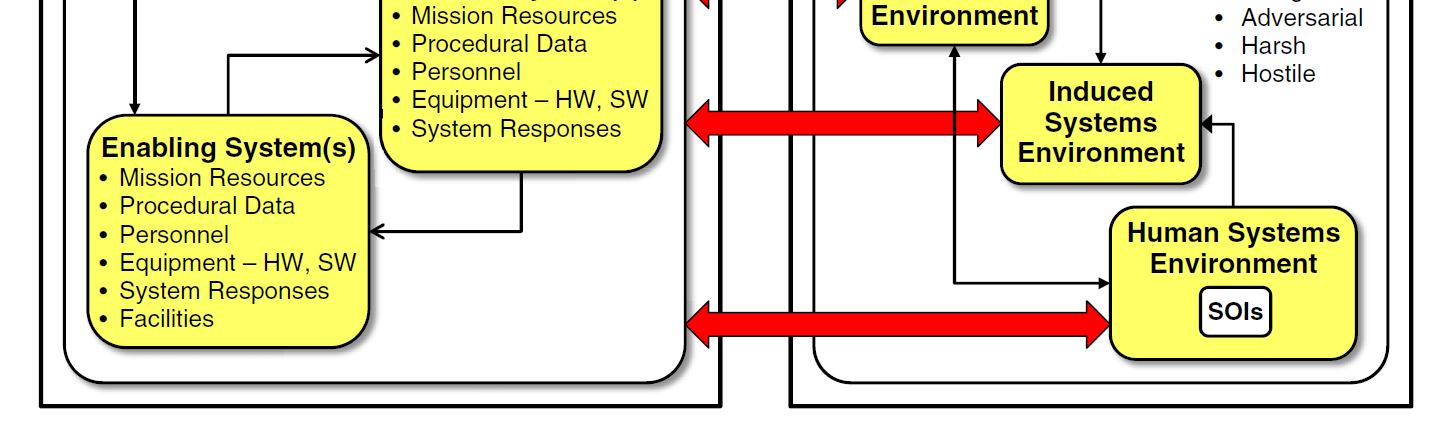 • Mission Resources
• Procedural Data
• Personnel
• Equipment – HW, SW
• System Responses
Enabling System(s)
• Mission Resources
• Procedural Data
• Personnel
• Equipment – HW, SW
• System Responses
• Facilities
Environment
• Adversarial
• Harsh
• Hostile
Induced
Systems
Environment
Human Systems
Environment
SOIs